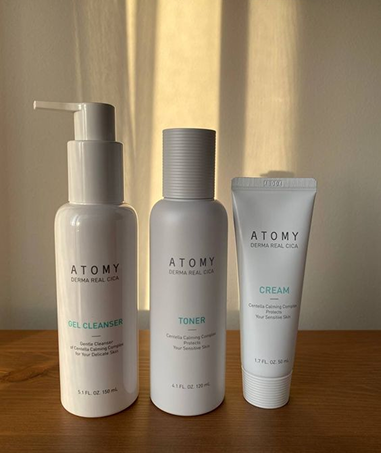 ATOMY
DERMA REAL CICA
GEL CLEANSER
Gentle Cleanser
of Centella Calming Complex
for Your Delicate Skin
5.1 FL. OZ. 150 mL
ATOMY
DERMA REAL CICA
TONER
Centella Calming Complex
Protects
Your Sensitive Skin
4.1 FL. OZ. 120 mL
ATOMY
DERMA REAL CICA
CREAM
Centella Calming Complex
Protects
Your Sensitive Skin
1.7 FL. OZ. 50 mL